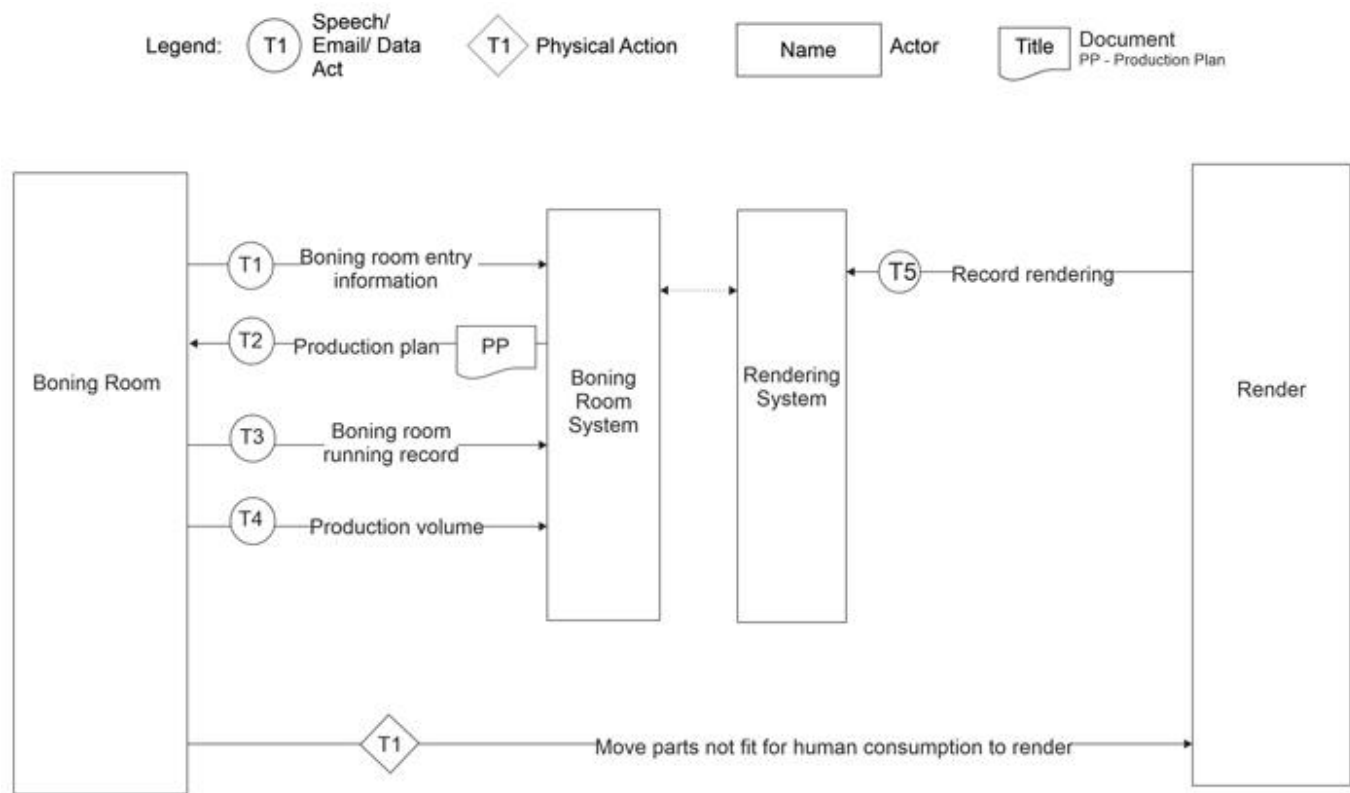 Legend:
T1
Speech/
Email/ Data
Act
T1
Physical Action
Name
Actor
Title
Document
PP - Production Plan
Boning Room
T1
Boning room entry
information
T2
Production plan
PP
T3
Boning room
running record
T4
Production volume
Boning
Room
System
Rendering
System
T5
Record rendering
Render
T1
Move parts not fit for human consumption to render